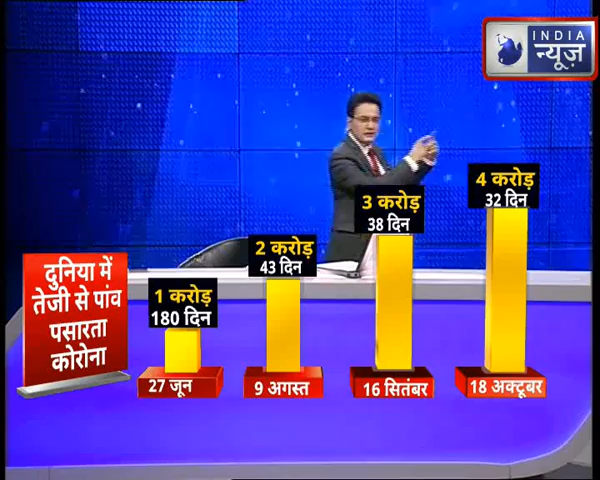 INDIA
न्यूज़
4 करोड़
32 दिन
3 करोड़
38 दिन
2 करोड़
43 दिन
1 करोड़
180 दिन
दुनिया में
तेजी से पांव
पसारता
कोरोना
27 जून
9 अगस्त
16 सितंबर
18 अक्टूबर